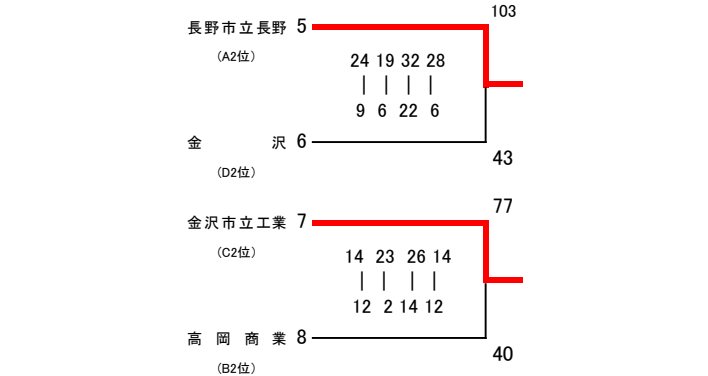 103
長野市立長野 5
(A2位)
24 19 32 28
| | | |
9 6 22 6
金沢 6
(D2位)
43
77
金沢市立工業 7
(C2位)
14 23 26 14
| | | |
12 2 14 12
高岡商業 8
(B2位)
40